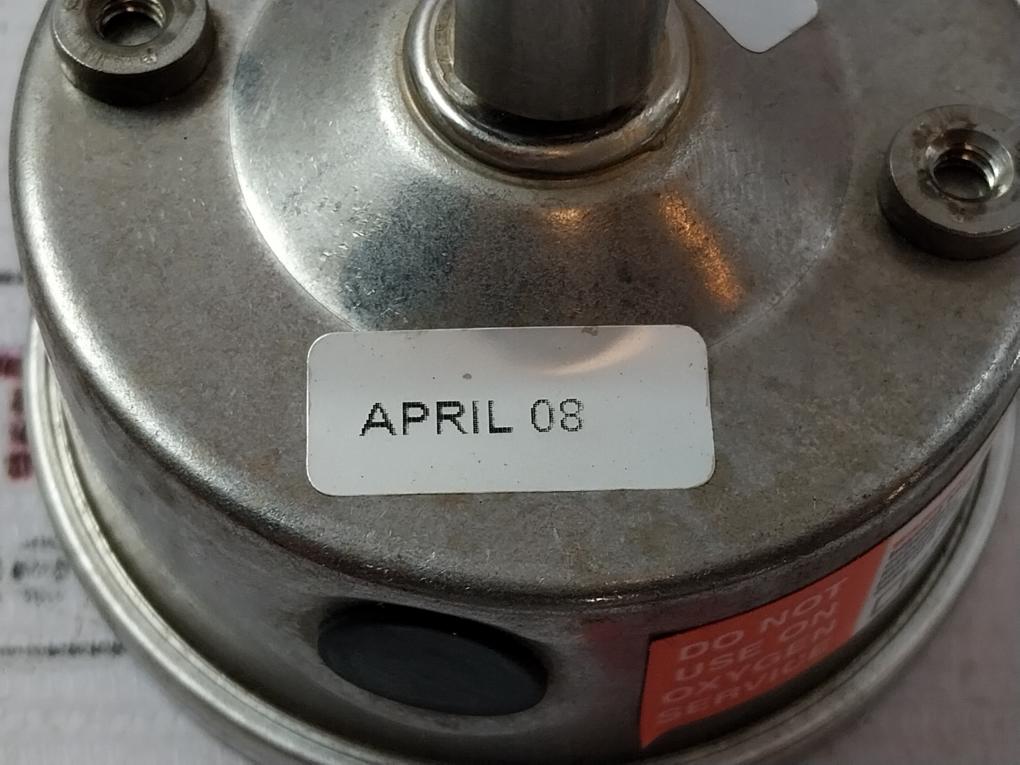 APRIL 08
DO NOT
USE ON
OXYGEN
SERVICE